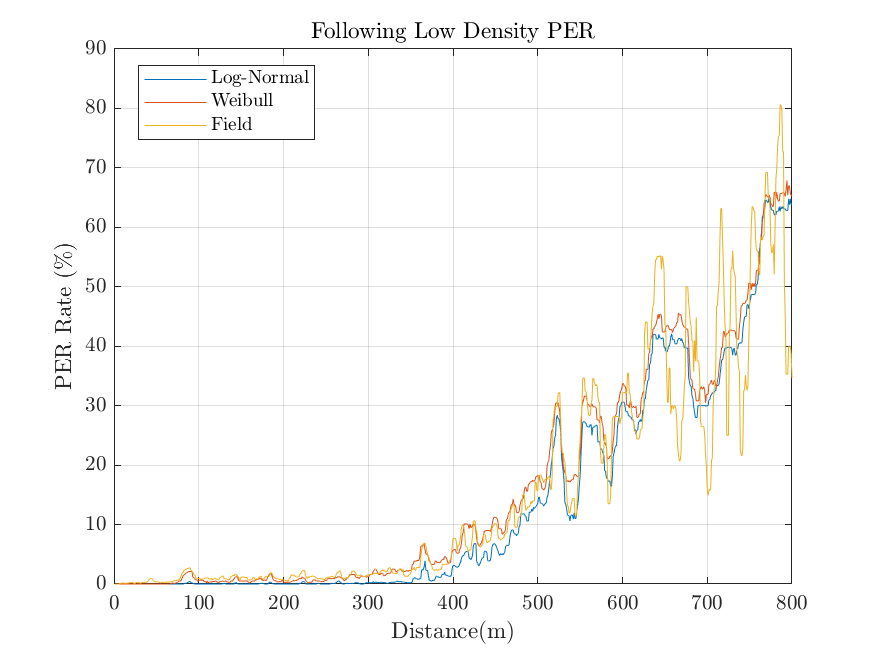 Following Low Density PER
90
80
70
60
50
40
30
20
10
0
PER Rate (%)
Log-Normal
Weibull
Field
0 100 200 300 400 500 600 700 800
Distance(m)